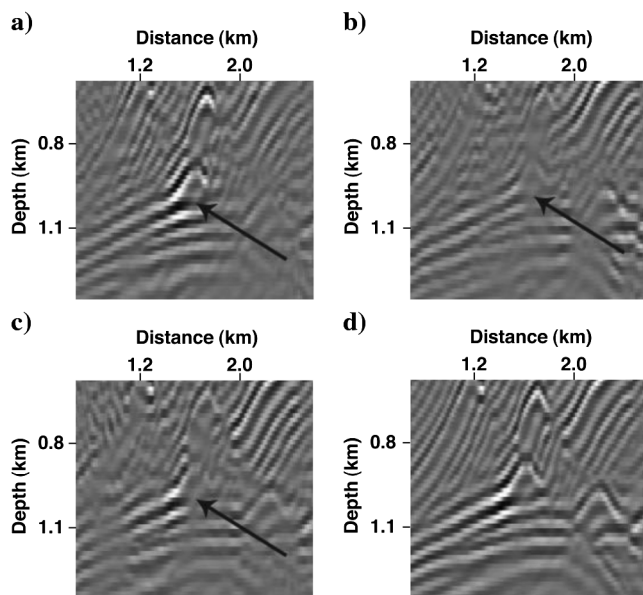 a)
Distance (km)
1.2 2.0
Depth (km)
0.8
1.1
b)
Distance (km)
1.2 2.0
Depth (km)
0.8
1.1
c)
Distance (km)
1.2 2.0
Depth (km)
0.8
1.1
d)
Distance (km)
1.2 2.0
Depth (km)
0.8
1.1